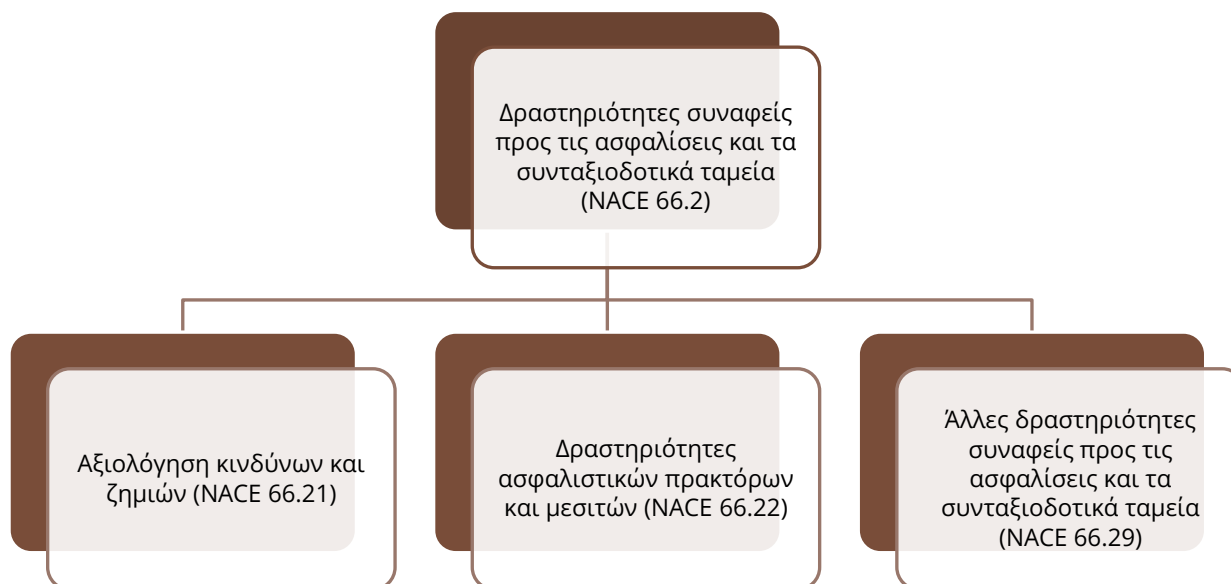 Δραστηριότητες συναφείς
προς τις ασφαλίσεις και τα
συνταξιοδοτικά ταμεία
(NACE 66.2)
Αξιολόγηση κινδύνων και
ζημιών (NACE 66.21)
Δραστηριότητες
ασφαλιστικών πρακτόρων
και μεσιτών (NACE 66.22)
Άλλες δραστηριότητες
συναφείς προς τις
ασφαλίσεις και τα
συνταξιοδοτικά ταμεία
(NACE 66.29)